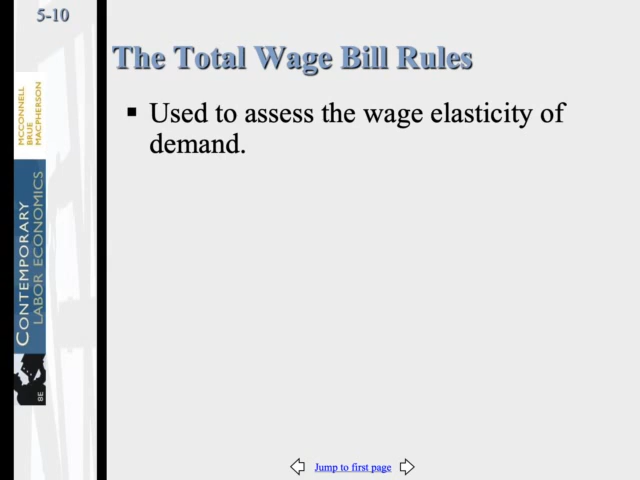 5-10
The Total Wage Bill Rules
▪ Used to assess the wage elasticity of
demand.
MCCONNELL
BRUE
MACPHERSON
CONTEMPORARY
LABOR ECONOMICS
8E
Jump to first page